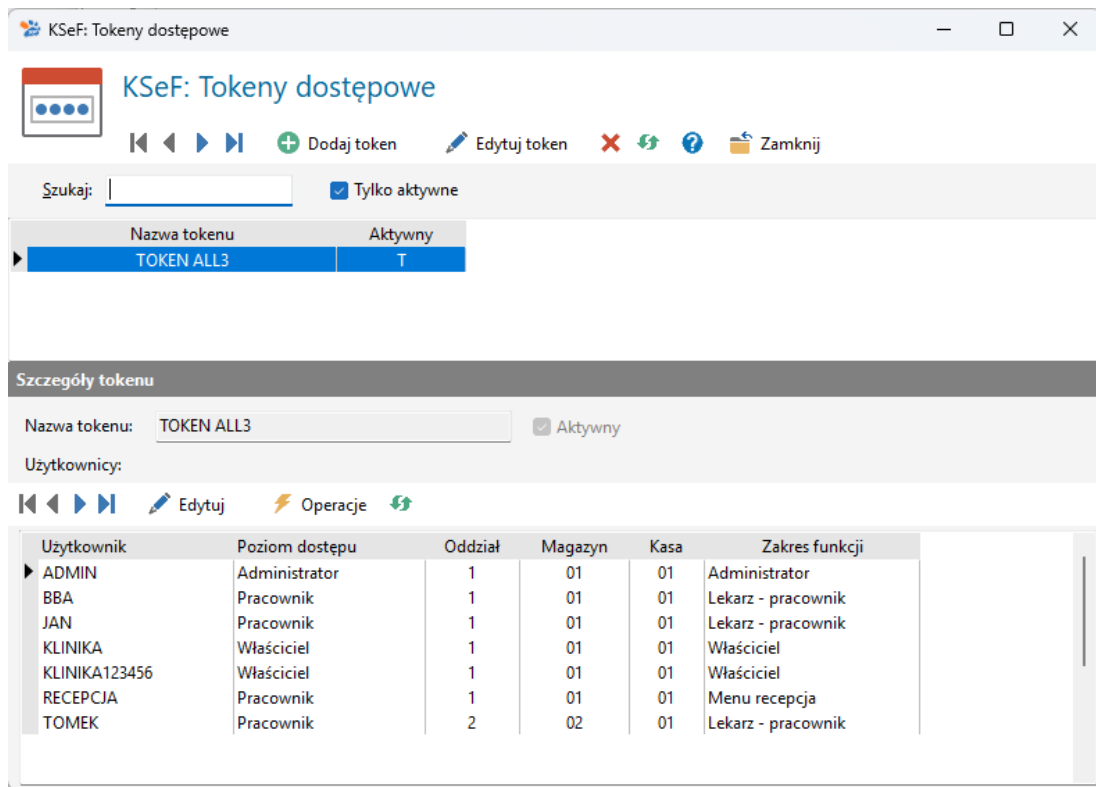 KSeF: Tokeny dostępowe
KSeF: Tokeny dostępowe
Dodaj token Edytuj token Zamknij
Szukaj: Tylko aktywne
Nazwa tokenu Aktywny
TOKEN ALL3 T
Szczegóły tokenu
Nazwa tokenu: TOKEN ALL3 Aktywny
Użytkownicy:
Edytuj Operacje
Użytkownik Poziom dostępu Oddział Magazyn Kasa Zakres funkcji
ADMIN Administrator 1 01 01 Administrator
BBA Pracownik 1 01 01 Lekarz - pracownik
JAN Pracownik 1 01 01 Lekarz - pracownik
KLINIKA Właściciel 1 01 01 Właściciel
KLINIKA123456 Właściciel 1 01 01 Właściciel
RECEPCJA Pracownik 1 01 01 Menu recepcja
TOMEK Pracownik 2 02 01 Lekarz - pracownik